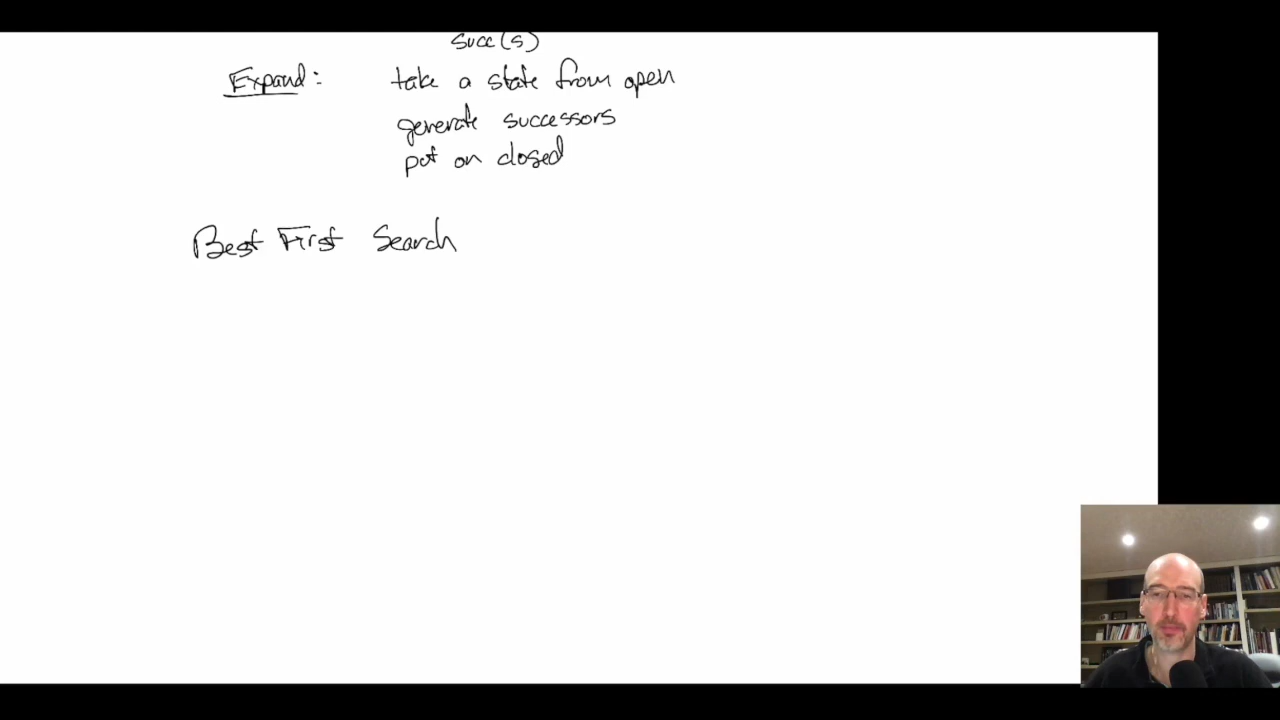 succ(s)
Expand: take a state from open
generate successors
put on closed
Best First Search